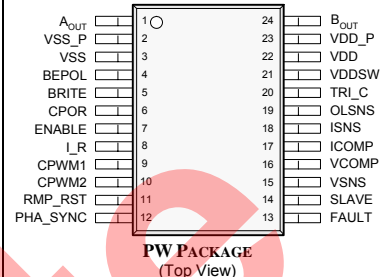 A_OUT 1 24 B_OUT
VSS_P 2 23 VDD_P
VSS 3 22 VDD
BEPOL 4 21 VDDSW
BRITE 5 20 TRI_C
CPOR 6 19 OLSNS
ENABLE 7 18 ISNS
I_R 8 17 ICOMP
CPWM1 9 16 VCOMP
CPWM2 10 15 VSNS
RMP_RST 11 14 SLAVE
PHA_SYNC 12 13 FAULT
PW PACKAGE
(Top View)